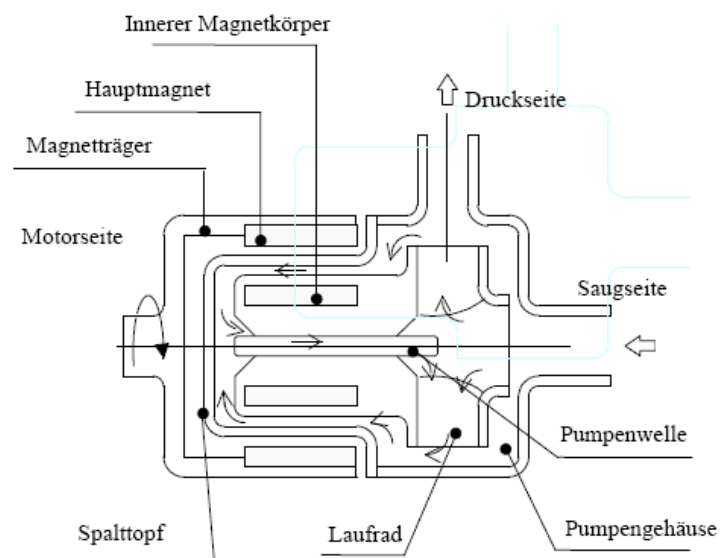 Innerer Magnetkörper
Hauptmagnet
Druckseite
Magnetträger
Motorseite
Saugseite
Pumpenwelle
Spalttopf
Laufrad
Pumpengehäuse